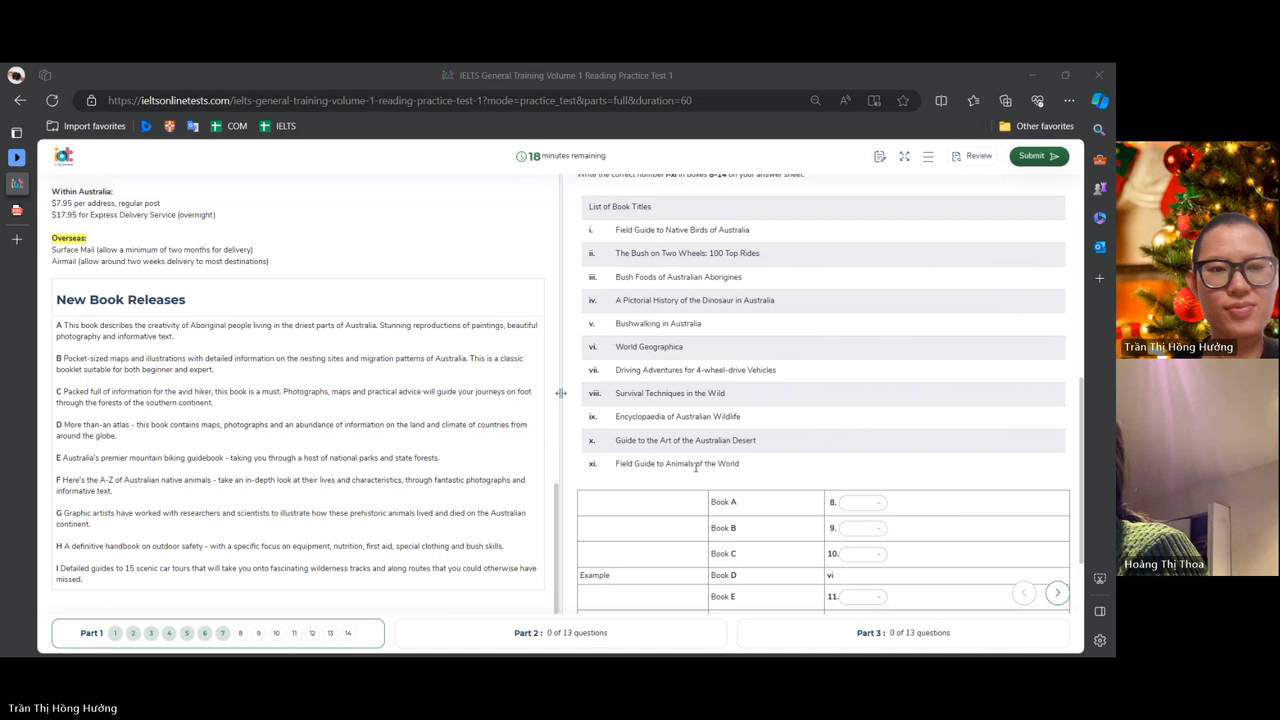 IELTS General Training Volume 1 Reading Practice Test 1
https://ieltsonlinetests.com/ielts-general-training-volume-1-reading-practice-test-1?mode=practice_test&parts=full&duration=60
Import favorites
COM
IELTS
Other favorites
18 minutes remaining
Review
Submit
Within Australia:
$7.95 per address, regular post
$17.95 for Express Delivery Service (overnight)
Overseas:
Surface Mail (allow a minimum of two months for delivery)
Airmail (allow around two weeks delivery to most destinations)
New Book Releases
A This book describes the creativity of Aboriginal people living in the driest parts of Australia. Stunning reproductions of paintings, beautiful
photography and informative text.
B Pocket-sized maps and illustrations with detailed information on the nesting sites and migration patterns of Australia. This is a classic
booklet suitable for both beginner and expert.
C Packed full of information for the avid hiker, this book is a must. Photographs, maps and practical advice will guide your journeys on foot
through the forests of the southern continent.
D More than-an atlas - this book contains maps, photographs and an abundance of information on the land and climate of countries from
around the globe.
E Australia's premier mountain biking guidebook - taking you through a host of national parks and state forests.
F Here's the A-Z of Australian native animals - take an in-depth look at their lives and characteristics, through fantastic photographs and
informative text.
G Graphic artists have worked with researchers and scientists to illustrate how these prehistoric animals lived and died on the Australian
continent.
H A definitive handbook on outdoor safety - with a specific focus on equipment, nutrition, first aid, special clothing and bush skills.
I Detailed guides to 15 scenic car tours that will take you onto fascinating wilderness tracks and along routes that you could otherwise have
missed.
Write the correct number i-xi in boxes 8-14 on your answer sheet.
List of Book Titles
i. Field Guide to Native Birds of Australia
ii. The Bush on Two Wheels: 100 Top Rides
iii. Bush Foods of Australian Aborigines
iv. A Pictorial History of the Dinosaur in Australia
v. Bushwalking in Australia
vi. World Geographica
vii. Driving Adventures for 4-wheel-drive Vehicles
viii. Survival Techniques in the Wild
ix. Encyclopaedia of Australian Wildlife
x. Guide to the Art of the Australian Desert
xi. Field Guide to Animals of the World
Book A 8.
Book B 9.
Book C 10.
Example Book D vi
Book E 11.
Part 1 1 2 3 4 5 6 7 8 9 10 11 12 13 14
Part 2 : 0 of 13 questions
Part 3 : 0 of 13 questions
Trần Thị Hồng Hưởng
Hoàng Thị Thoa
Trần Thị Hồng Hưởng